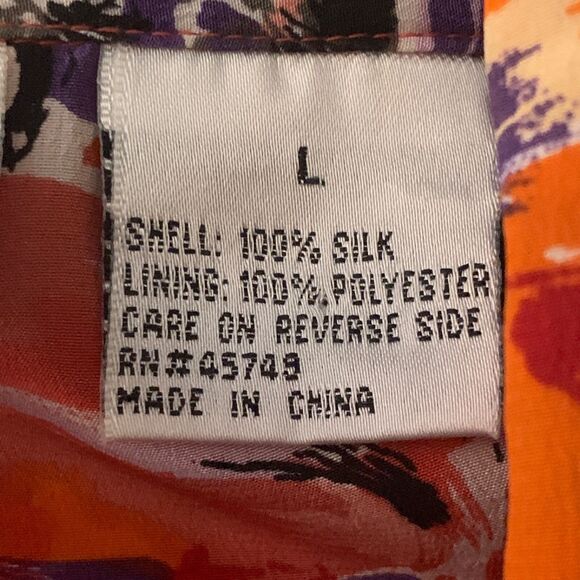 L
SHELL: 100% SILK
LINING: 100% POLYESTER
CARE ON REVERSE SIDE
RN#45749
MADE IN CHINA